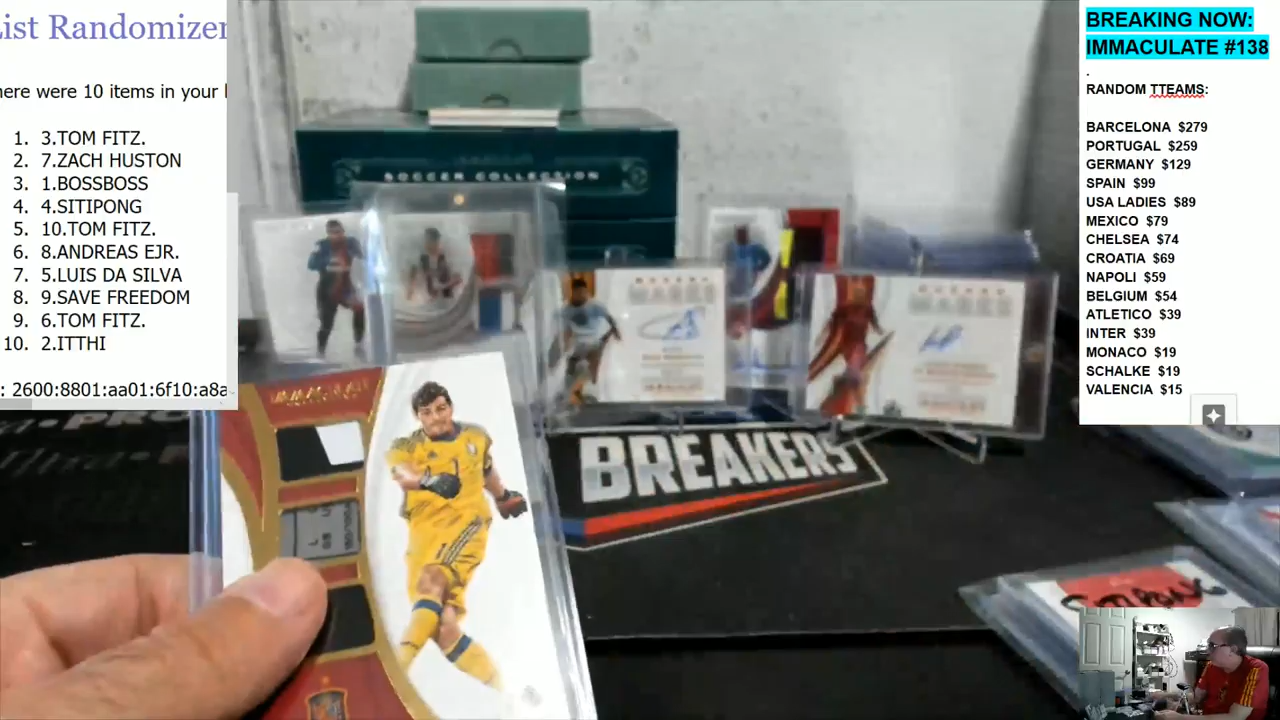 ist Randomizer
ere were 10 items in your l
1. 3.TOM FITZ.
2. 7.ZACH HUSTON
3. 1.BOSSBOSS
4. 4.SITIPONG
5. 10.TOM FITZ.
6. 8.ANDREAS EJR.
7. 5.LUIS DA SILVA
8. 9.SAVE FREEDOM
9. 6.TOM FITZ.
10. 2.ITTHI
: 2600:8801:aa01:6f10:a8a
SOCCER COLLECTION
IMMACULATE
BREAKERS
BREAKING NOW:
IMMACULATE #138
.
RANDOM TTEAMS:
BARCELONA $279
PORTUGAL $259
GERMANY $129
SPAIN $99
USA LADIES $89
MEXICO $79
CHELSEA $74
CROATIA $69
NAPOLI $59
BELGIUM $54
ATLETICO $39
INTER $39
MONACO $19
SCHALKE $19
VALENCIA $15